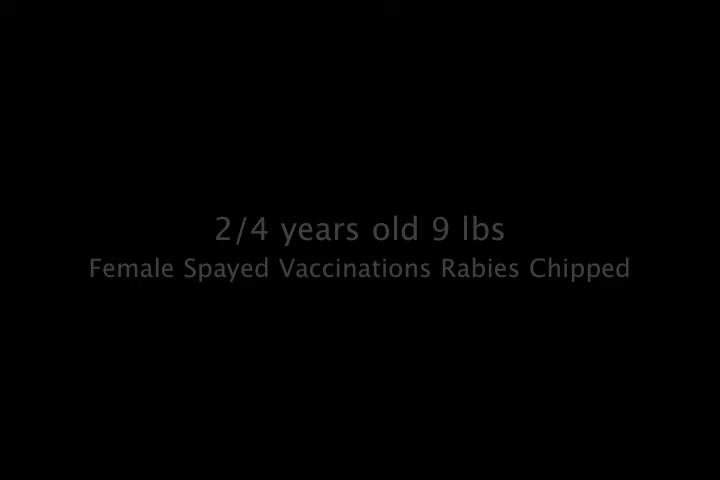 2/4 years old 9 lbs
Female Spayed Vaccinations Rabies Chipped